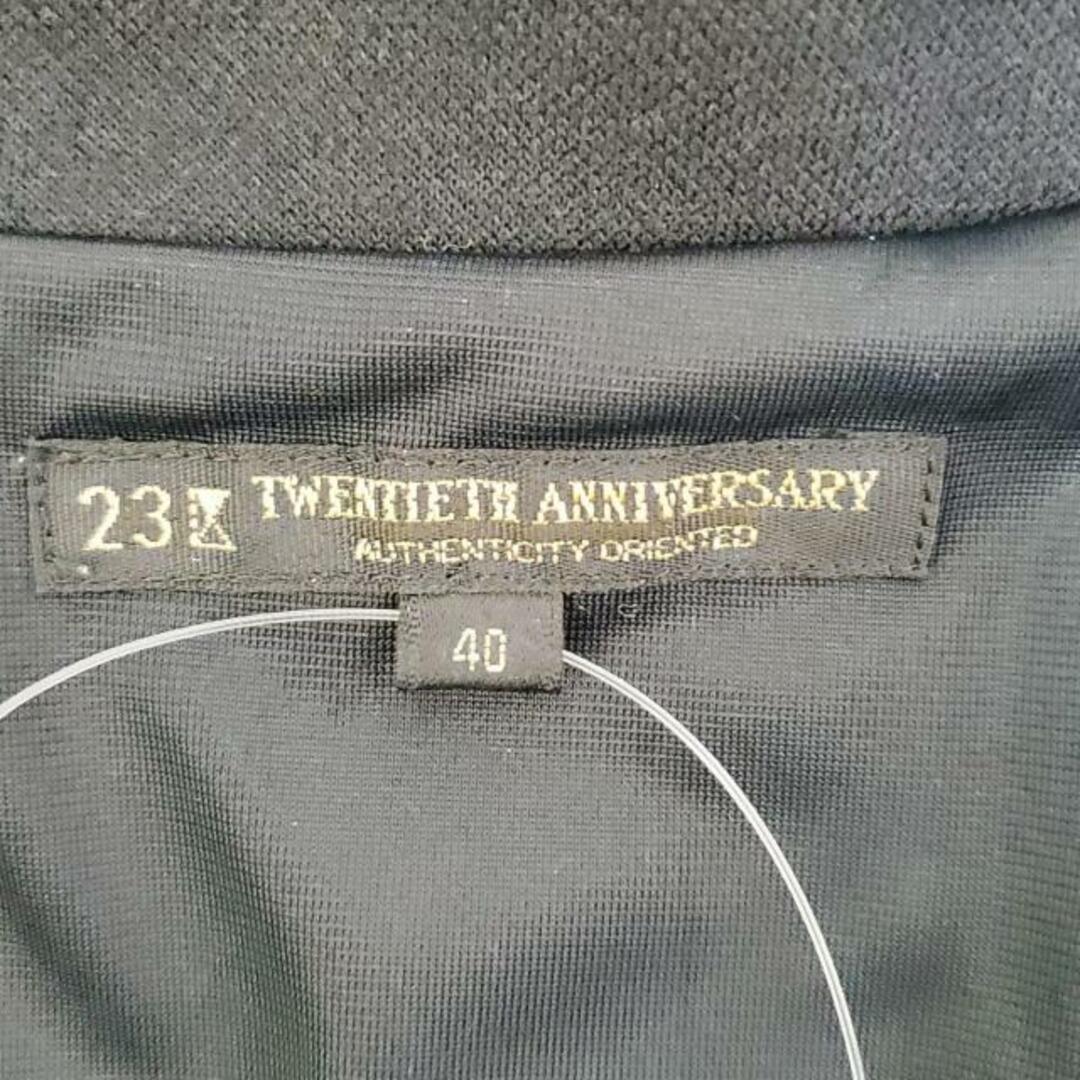 23区 TWENTIETH ANNIVERSARY
AUTHENTICITY ORIENTED
40